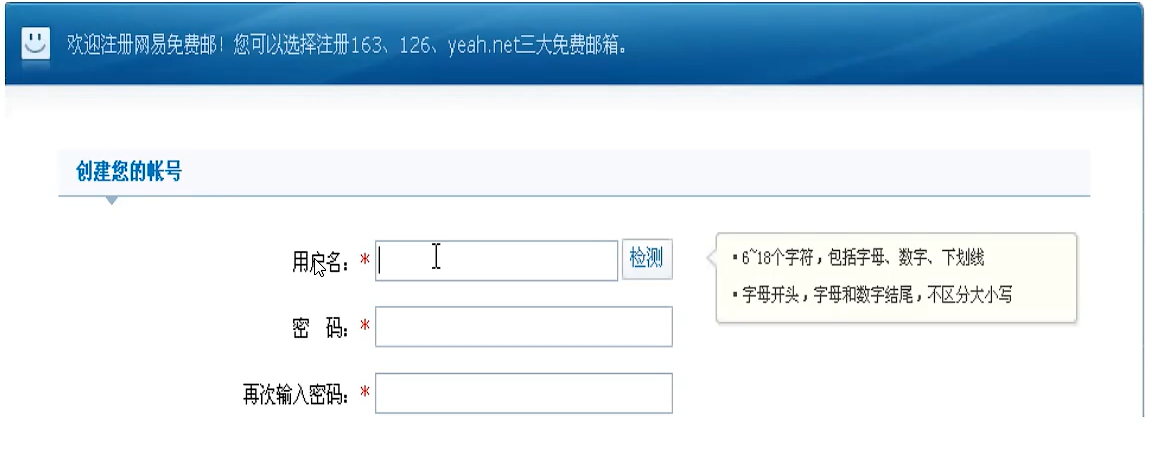 欢迎注册网易免费邮！您可以选择注册163、126、yeah.net三大免费邮箱。
创建您的帐号
用户名：* 检测
·6~18个字符，包括字母、数字、下划线
·字母开头，字母和数字结尾，不区分大小写
密 码：*
再次输入密码：*